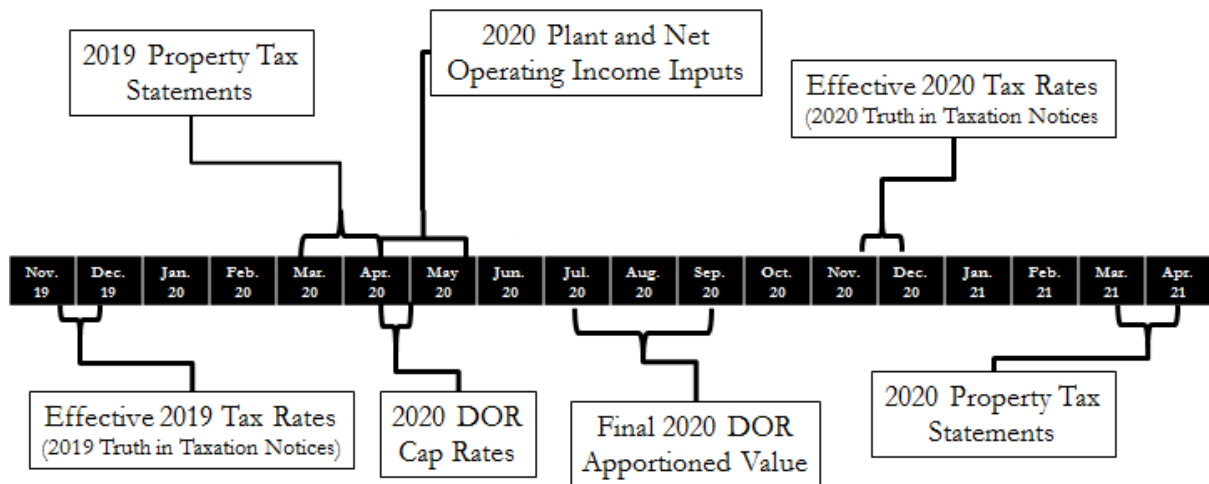 2019 Property Tax
Statements
2020 Plant and Net
Operating Income Inputs
Effective 2020 Tax Rates
(2020 Truth in Taxation Notices
Nov. Dec. Jan. Feb. Mar. Apr. May Jun. Jul. Aug. Sep. Oct. Nov. Dec. Jan. Feb. Mar. Apr.
19 19 20 20 20 20 20 20 20 20 20 20 20 20 21 21 21 21
Effective 2019 Tax Rates
(2019 Truth in Taxation Notices)
2020 DOR
Cap Rates
Final 2020 DOR
Apportioned Value
2020 Property Tax
Statements